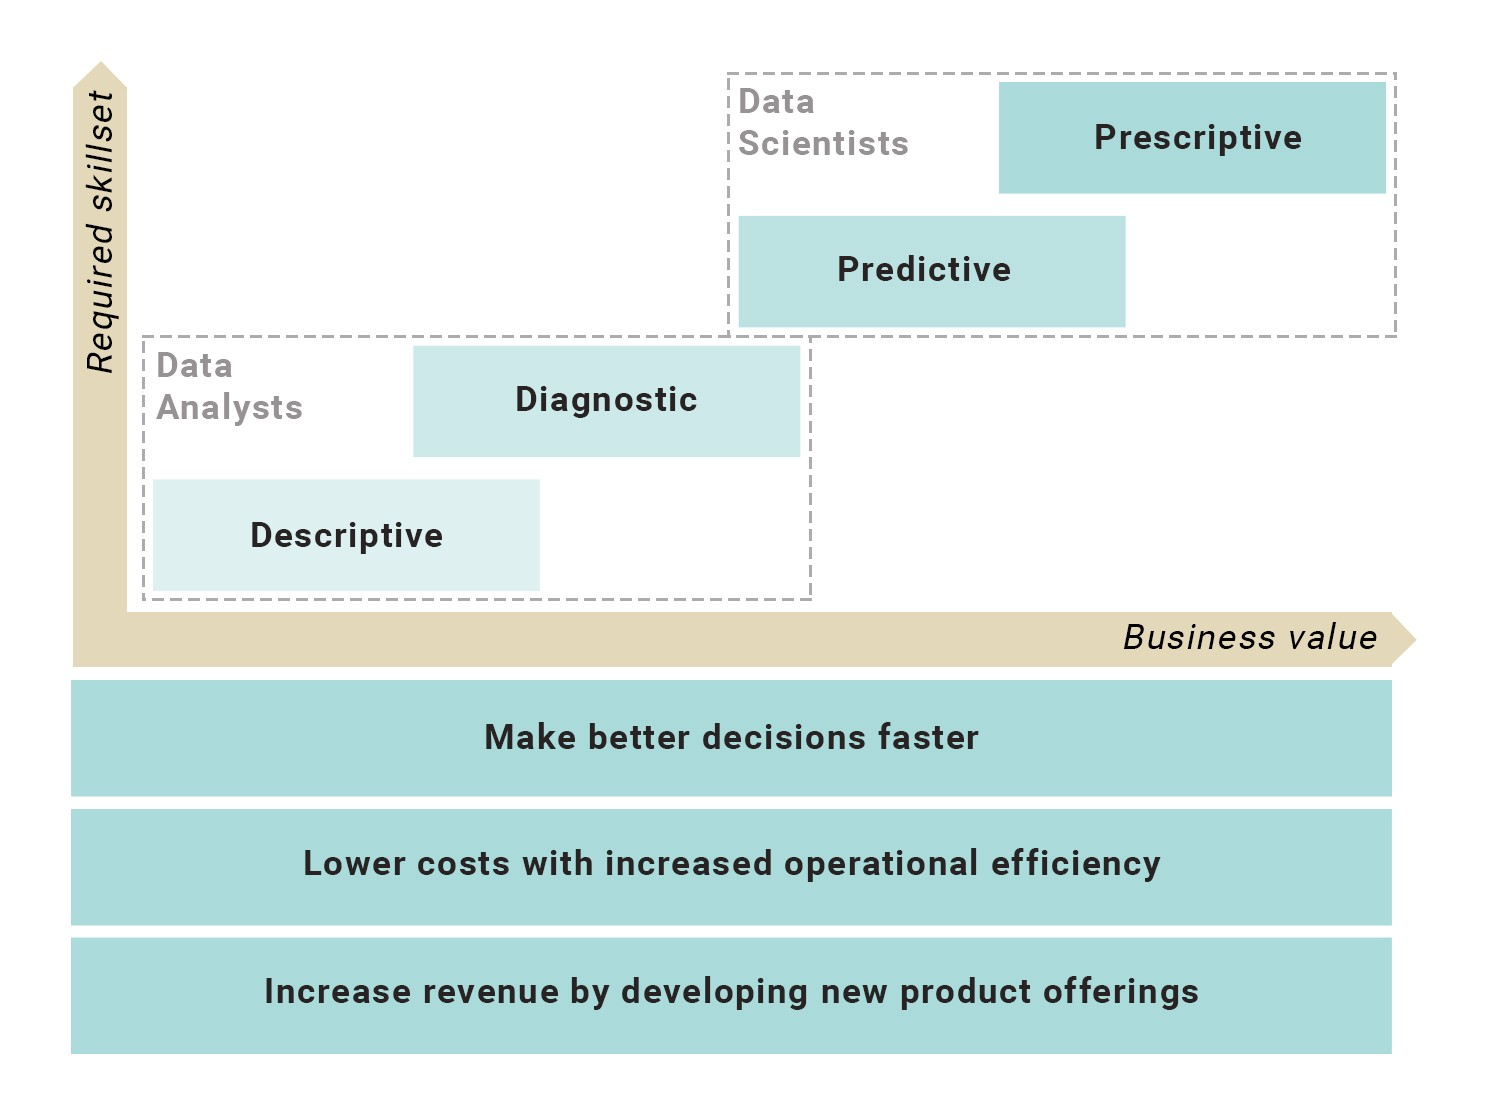 Required skillset
Data
Scientists
Prescriptive
Predictive
Data
Analysts
Diagnostic
Descriptive
Business value
Make better decisions faster
Lower costs with increased operational efficiency
Increase revenue by developing new product offerings